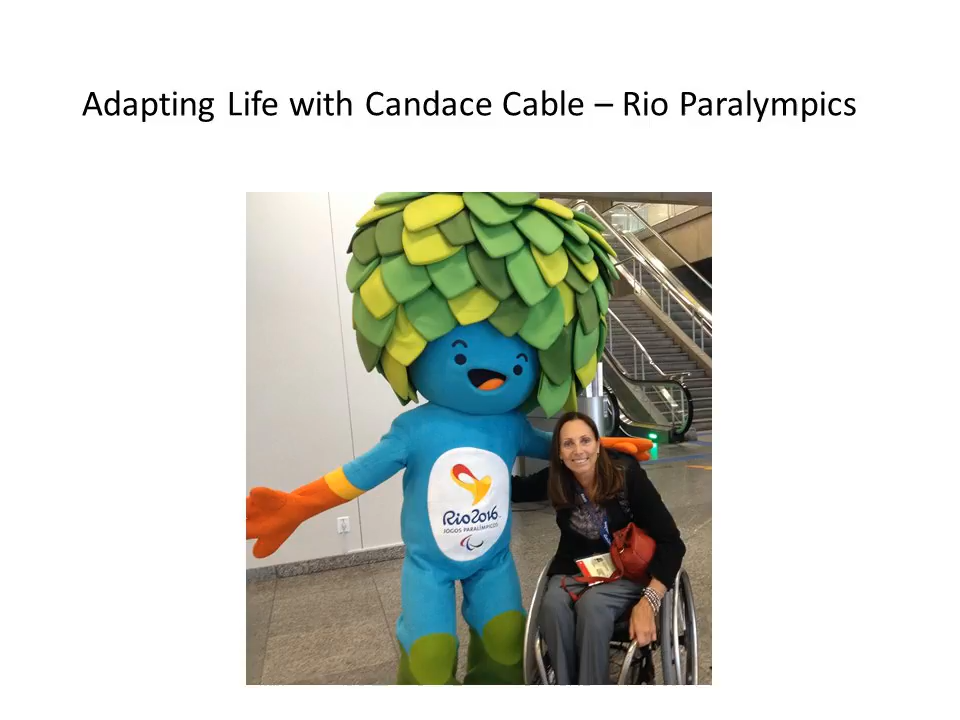 Adapting Life with Candace Cable – Rio Paralympics
Rio2016
JOGOS PARALÍMPICOS